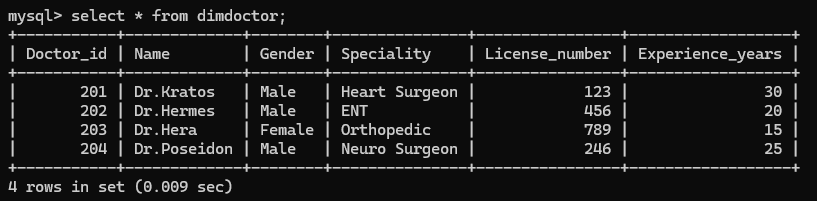 mysql> select * from dimdoctor;
+-----------+-------------+--------+---------------+----------------+------------------+
| Doctor_id | Name        | Gender | Speciality    | License_number | Experience_years |
+-----------+-------------+--------+---------------+----------------+------------------+
|       201 | Dr.Kratos   | Male   | Heart Surgeon |            123 |               30 |
|       202 | Dr.Hermes   | Male   | ENT           |            456 |               20 |
|       203 | Dr.Hera     | Female | Orthopedic    |            789 |               15 |
|       204 | Dr.Poseidon | Male   | Neuro Surgeon |            246 |               25 |
+-----------+-------------+--------+---------------+----------------+------------------+
4 rows in set (0.009 sec)